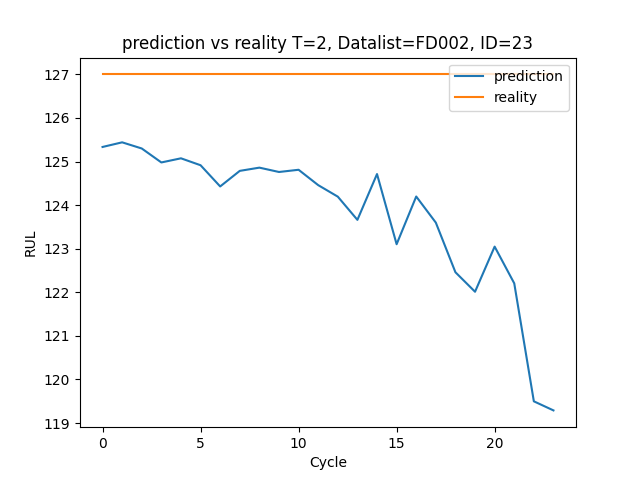 prediction vs reality T=2, Datalist=FD002, ID=23
prediction
reality
127
126
125
124
123
122
121
120
119
RUL
0 5 10 15 20
Cycle